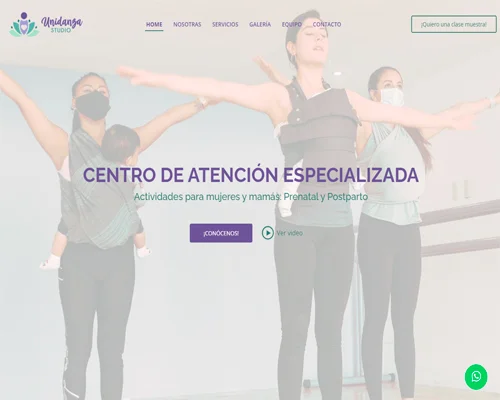 Unidanza
STUDIO
HOME NOSOTRAS SERVICIOS GALERÍA EQUIPO CONTACTO
¡Quiero una clase muestra!
CENTRO DE ATENCIÓN ESPECIALIZADA
Actividades para mujeres y mamás: Prenatal y Postparto
¡CONÓCENOS!
Ver video